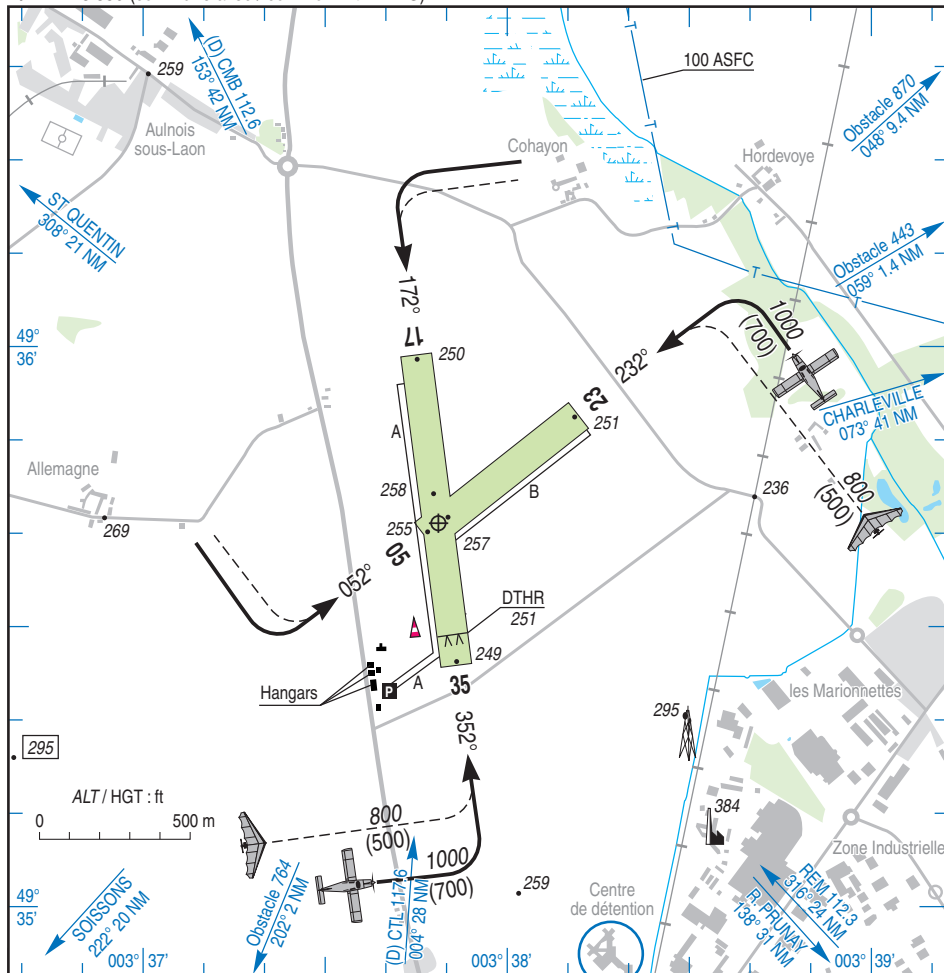 259
Aulnois
sous-Laon
(D) CMB 112.6
153° 42 NM
100 ASFC
T
T
T
T
T
Obstacle 870
048° 9.4 NM
Cohayon
Hordevoye
ST QUENTIN
308° 21 NM
Obstacle 443
059° 1.4 NM
172°
17
250
49°
36'
232°
23
251
1000
(700)
CHARLEVILLE
073° 41 NM
A
B
Allemagne
258
255
257
269
236
800
(500)
05
052°
DTHR
251
249
35
Hangars
P
A
352°
les Marionnettes
295
295
ALT / HGT : ft
0 500 m
800
(500)
1000
(700)
384
Zone Industrielle
259
Centre
de détention
REM 112.3
316° 24 NM
R. PRUNAY
138° 31 NM
49°
35'
SOISSONS
222° 20 NM
Obstacle 764
202° 2 NM
(D) CTL 117.6
004° 28 NM
003° 37'
003° 38'
003° 39'